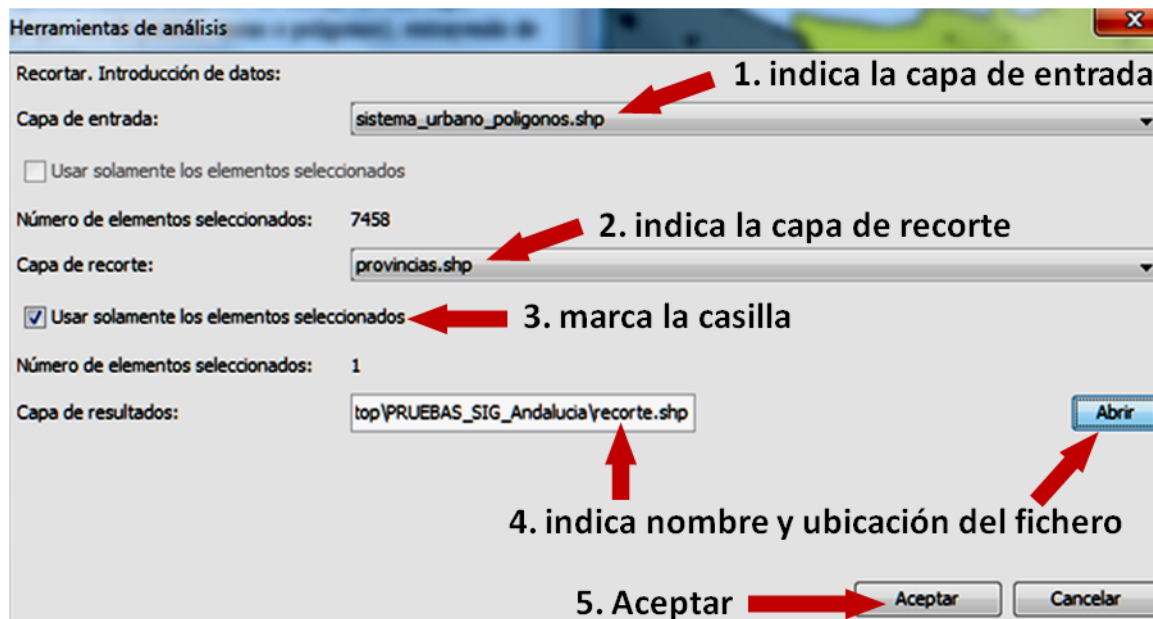 Herramientas de análisis
Recortar. Introducción de datos:
1. indica la capa de entrada
Capa de entrada:
sistema_urbano_poligonos.shp
Usar solamente los elementos seleccionados
Número de elementos seleccionados: 7458
2. indica la capa de recorte
Capa de recorte:
provincias.shp
Usar solamente los elementos seleccionados
3. marca la casilla
Número de elementos seleccionados: 1
Capa de resultados:
top\PRUEBAS_SIG_Andalucia\recorte.shp
Abrir
4. indica nombre y ubicación del fichero
5. Aceptar
Aceptar
Cancelar